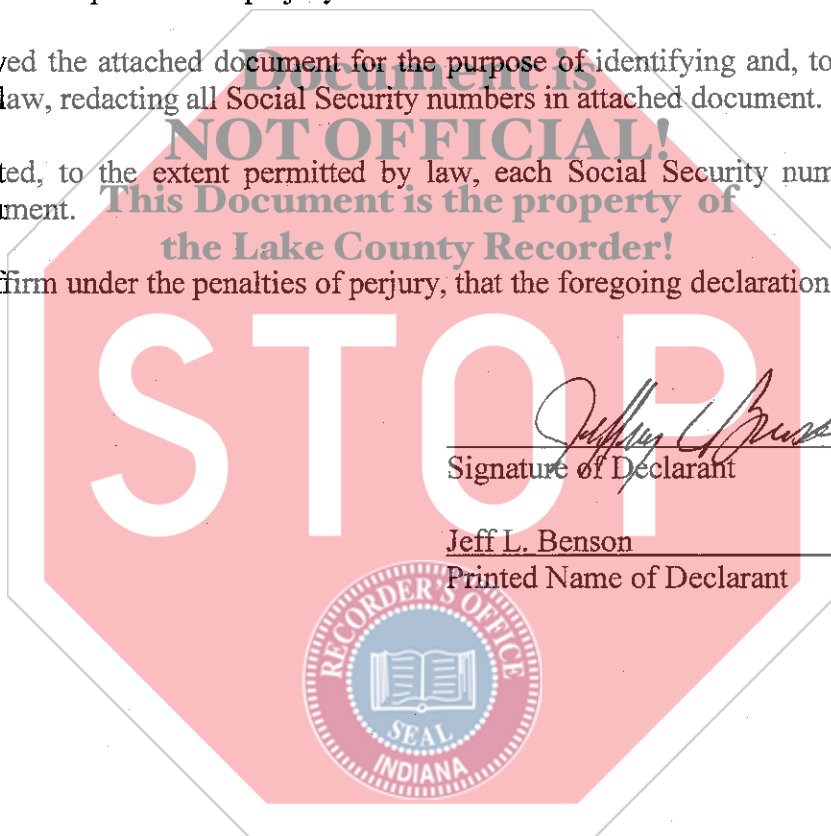 ved the attached document for the purpose of identifying and, to
Document is
law, redacting all Social Security numbers in attached document.
NOT OFFICIAL!
ted, to the extent permitted by law, each Social Security num
ument.
This Document is the property of
the Lake County Recorder!
ffirm under the penalties of perjury, that the foregoing declaration
STOP
Signature of Declarant
Jeff L. Benson
Printed Name of Declarant
RECORDER'S OFFICE
SEAL
INDIANA